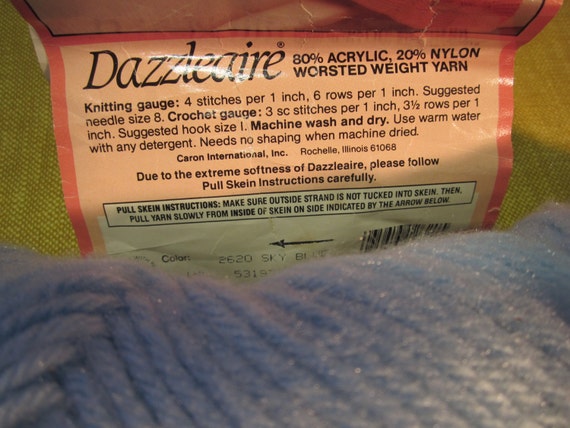 Dazzleaire® 80% ACRYLIC, 20% NYLON
WORSTED WEIGHT YARN
Knitting gauge: 4 stitches per 1 inch, 6 rows per 1 inch. Suggested
needle size 8. Crochet gauge: 3 sc stitches per 1 inch, 3½ rows per 1
inch. Suggested hook size I. Machine wash and dry. Use warm water
with any detergent. Needs no shaping when machine dried.
Caron International, Inc. Rochelle, Illinois 61068
Due to the extreme softness of Dazzleaire, please follow
Pull Skein Instructions carefully.
PULL SKEIN INSTRUCTIONS: MAKE SURE OUTSIDE STRAND IS NOT TUCKED INTO SKEIN. THEN,
PULL YARN SLOWLY FROM INSIDE OF SKEIN ON SIDE INDICATED BY THE ARROW BELOW.
Color: 2620 SKY BLUE